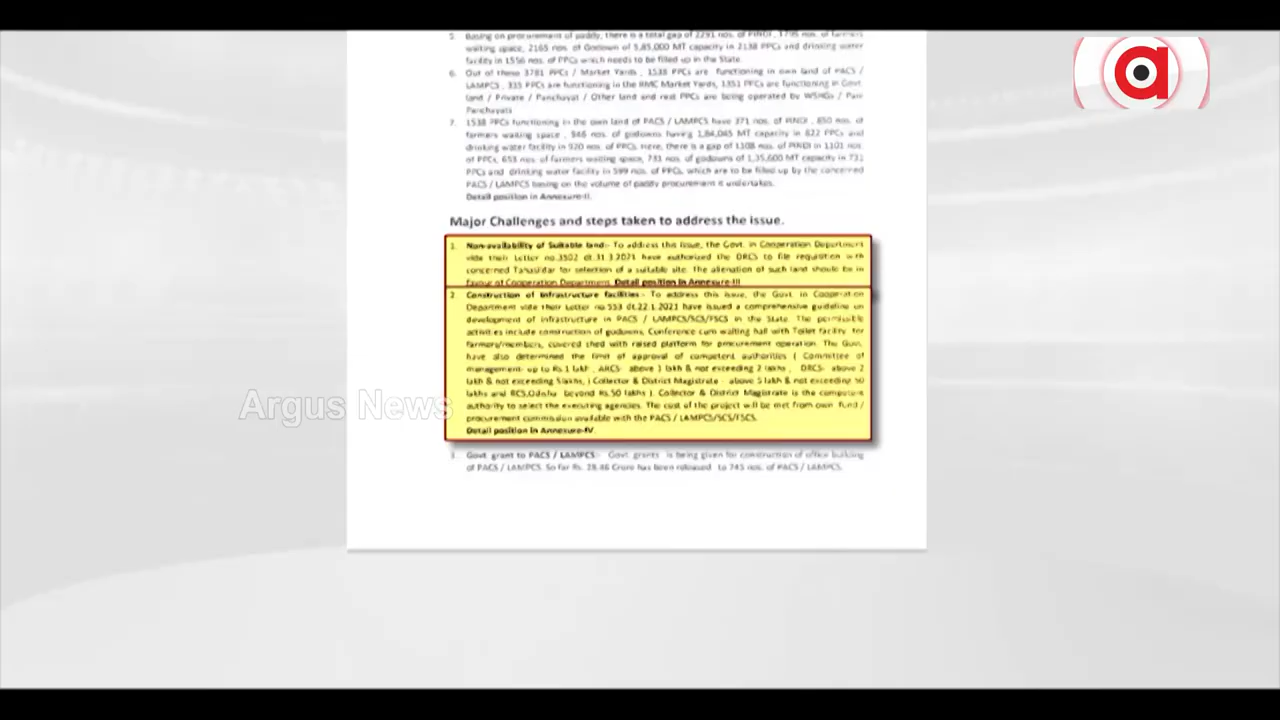 5. Basing on procurement of paddy, there is a total gap of 2291 nos. of PINDI, 1795 nos. of farmers
waiting space, 2165 nos. of Godown of 5,85,000 MT capacity in 2138 PPCs and drinking water
facility in 1556 nos. of PPCs which needs to be filled up in the State.
6. Out of these 3781 PPCs / Market Yards, 1538 PPCs are functioning in own land of PACS /
LAMPCS, 335 PPCs are functioning in the RMC Market Yards, 1351 PPCs are functioning in Govt.
land / Private / Panchayat / Other land and rest PPCs are being operated by WSHGs / Pani
Panchayats
7. 1538 PPCs functioning in the own land of PACS / LAMPCS have 371 nos. of PINDI, 850 nos. of
farmers waiting space, 946 nos. of godowns having 1,84,045 MT capacity in 822 PPCs and
drinking water facility in 920 nos. of PPCs. Here, there is a gap of 1108 nos. of PINDI in 1101 nos.
of PPCs, 653 nos. of farmers waiting space, 731 nos. of godowns of 1,35,600 MT capacity in 731
PPCs and drinking water facility in 599 nos. of PPCs, which are to be filled up by the concerned
PACS / LAMPCS basing on the volume of paddy procurement it undertakes.
Detail position in Annexure-II.
Major Challenges and steps taken to address the issue.
1. Non-availability of Suitable land:- To address this issue, the Govt. in Cooperation Department
vide their Letter no.3502 dt.31.3.2021 have authorized the DRCS to file requisition with
concerned Tahasildar for selection of a suitable site. The alienation of such land should be in
favour of Cooperation Department. Detail position in Annexure-III
2. Construction of Infrastructure facilities:- To address this issue, the Govt. in Cooperation
Department vide their Letter no.553 dt.22.1.2021 have issued a comprehensive guideline on
development of infrastructure in PACS / LAMPCS/SCS/FSCS in the State. The permissible
activities include construction of godowns, Conference cum waiting hall with Toilet facility for
farmers/members, covered shed with raised platform for procurement operation. The Govt.
have also determined the limit of approval of competent authorities ( Committee of
management- up to Rs.1 lakh, ARCS- above 1 lakh & not exceeding 2 lakhs, DRCS- above 2
lakh & not exceeding 5 lakhs, ( Collector & District Magistrate - above 5 lakh & not exceeding 50
lakhs and RCS,Odisha beyond Rs.50 lakhs ). Collector & District Magistrate is the competent
authority to select the executing agencies. The cost of the project will be met from own fund /
procurement commission available with the PACS / LAMPCS/SCS/FSCS.
Detail position in Annexure-IV.
3. Govt grant to PACS / LAMPCS:- Govt. grants is being given for construction of office building
of PACS / LAMPCS. So far Rs. 28.46 Crore has been released to 745 nos. of PACS / LAMPCS.
Argus News
a